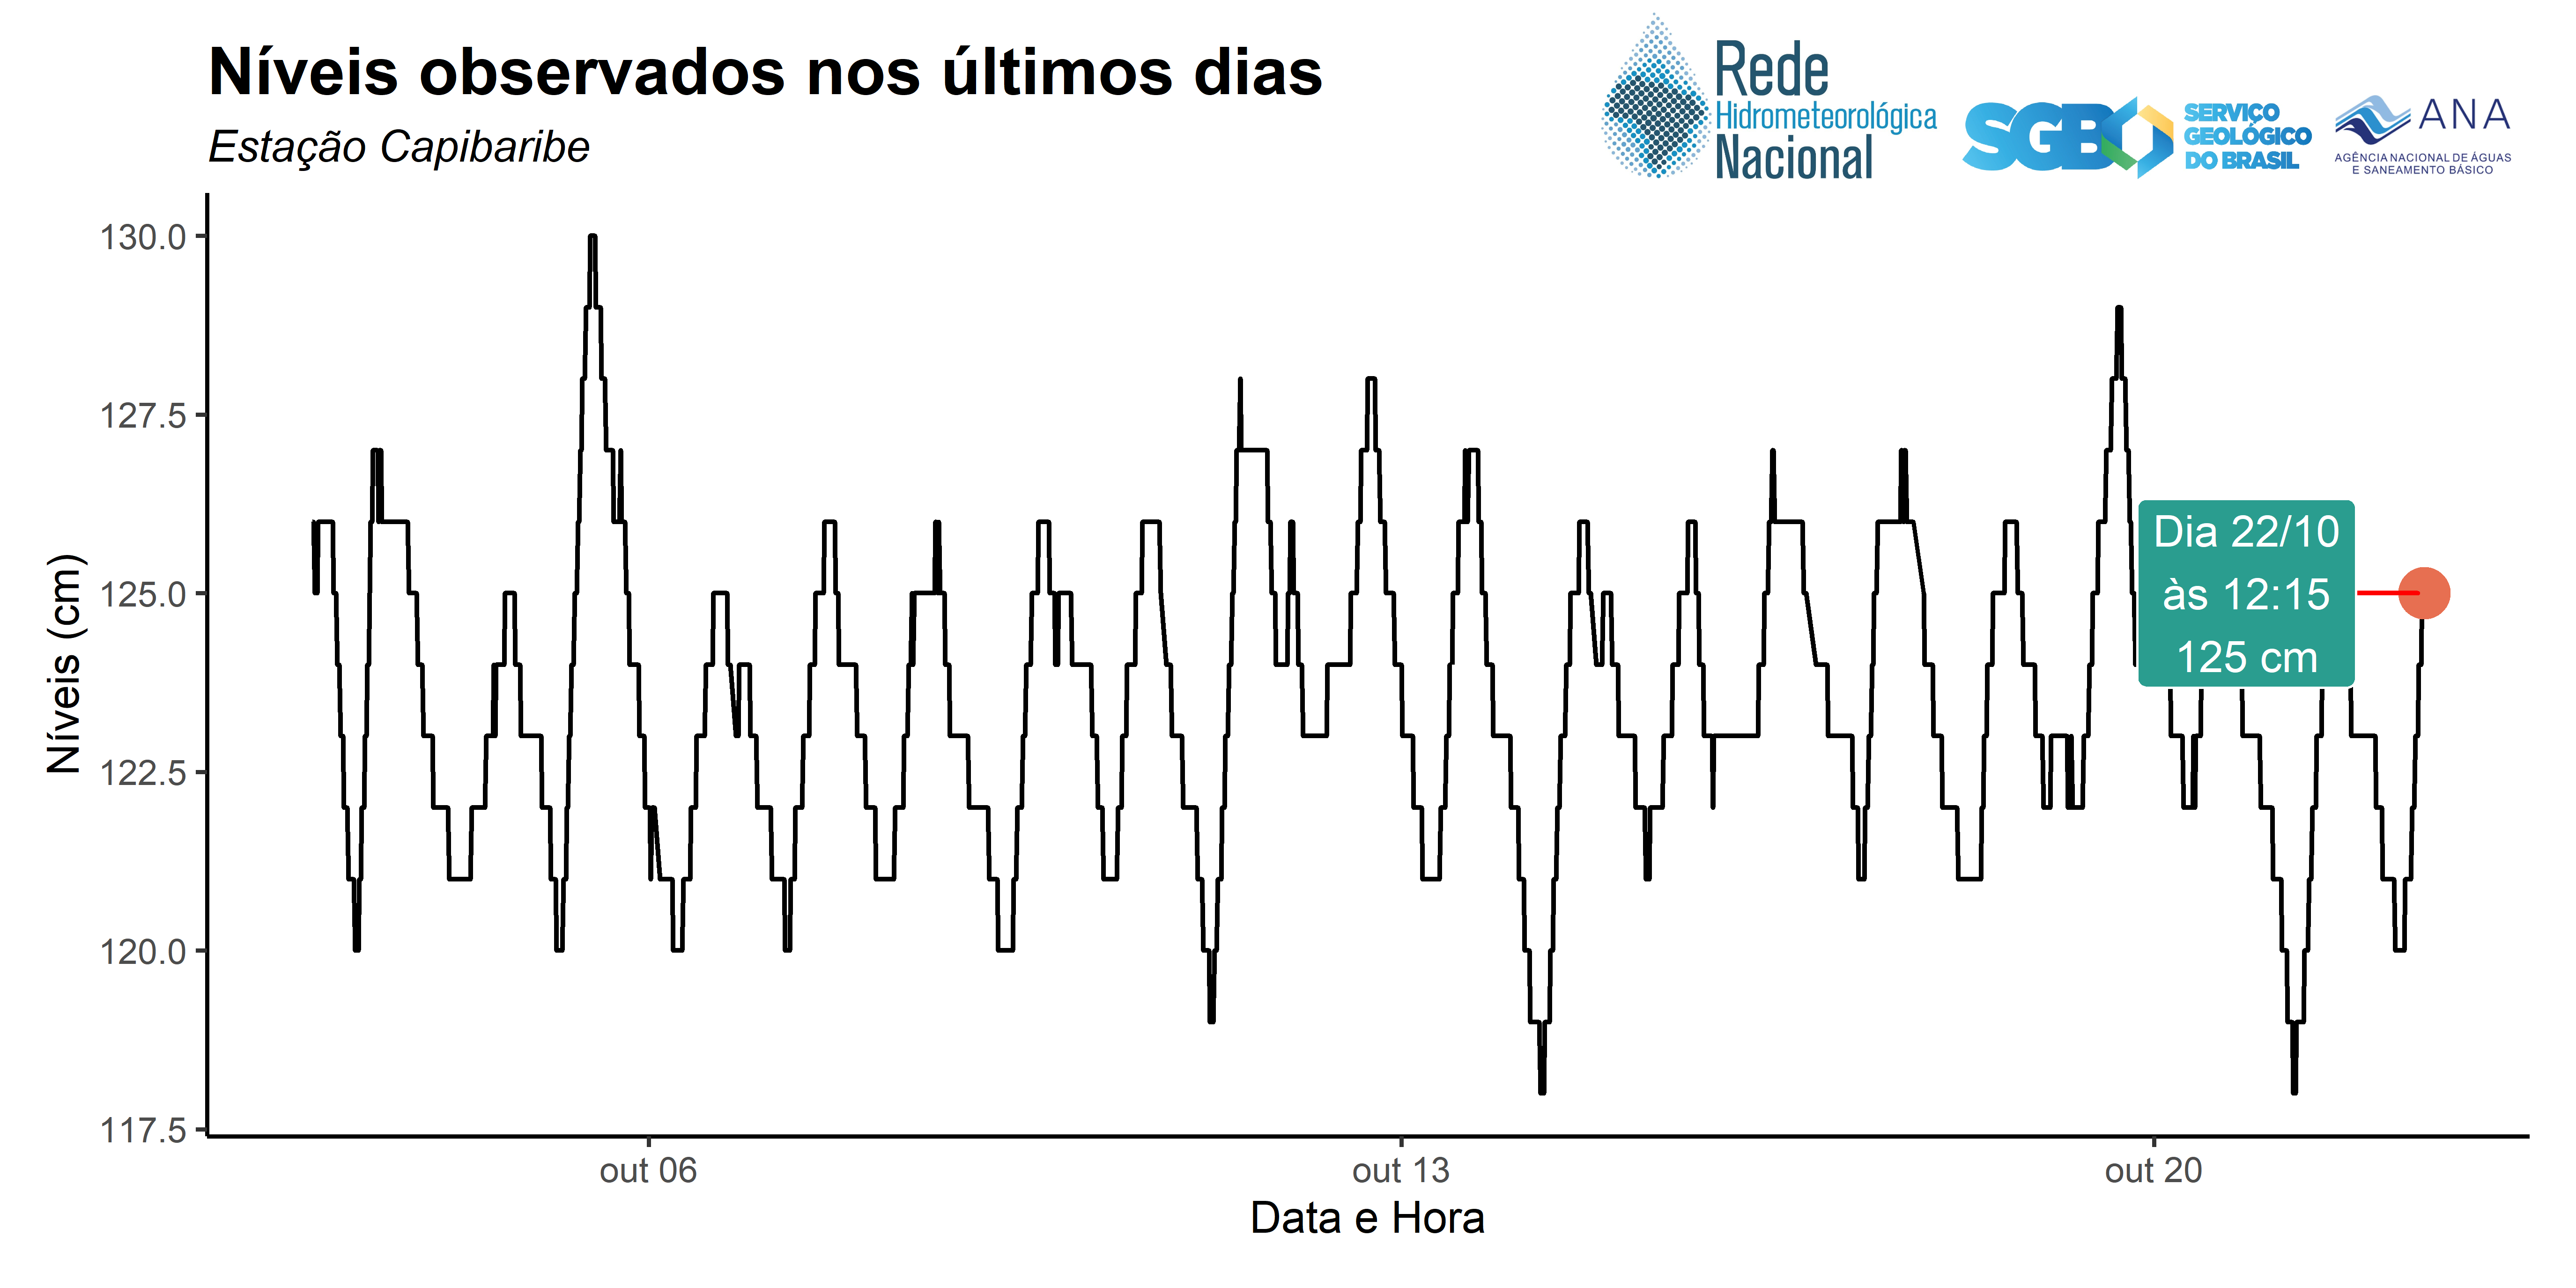 Níveis observados nos últimos dias
Estação Capibaribe
Rede
Hidrometeorológica
Nacional
SGB
SERVIÇO
GEOLÓGICO
DO BRASIL
ANA
AGÊNCIA NACIONAL DE ÁGUAS
E SANEAMENTO BÁSICO
Níveis (cm)
130.0
127.5
125.0
122.5
120.0
117.5
Dia 22/10
às 12:15
125 cm
out 06
out 13
out 20
Data e Hora